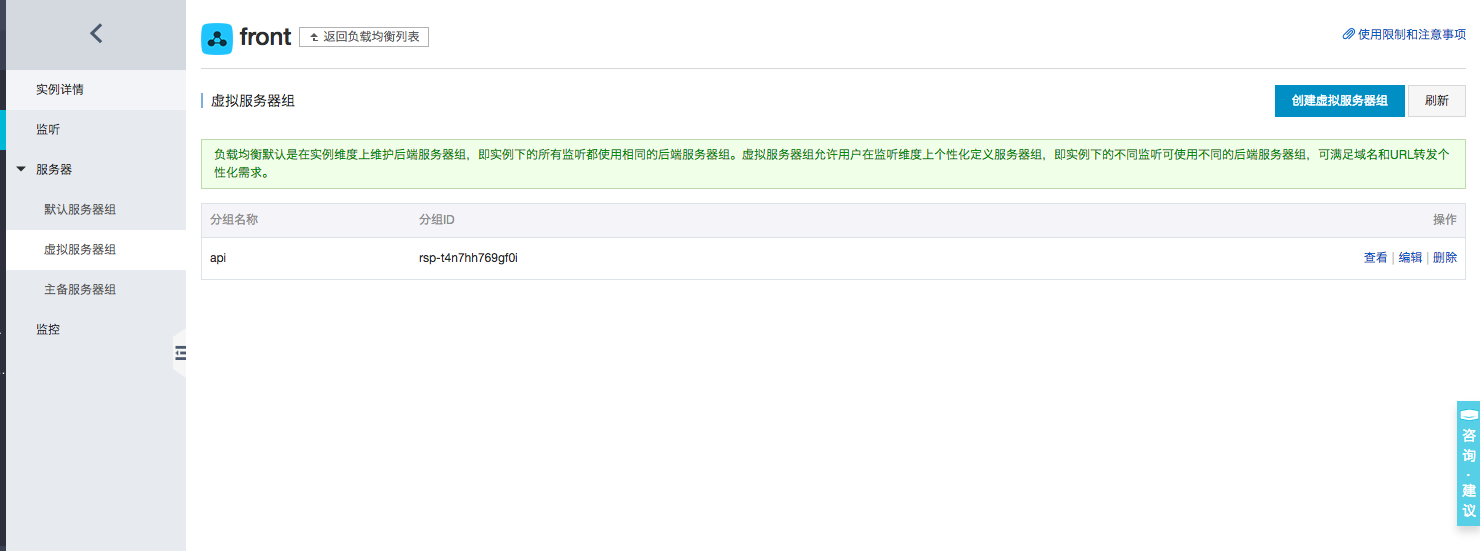 front
返回负载均衡列表
使用限制和注意事项
实例详情
监听
服务器
默认服务器组
虚拟服务器组
主备服务器组
监控
虚拟服务器组
创建虚拟服务器组
刷新
负载均衡默认是在实例维度上维护后端服务器组，即实例下的所有监听都使用相同的后端服务器组。虚拟服务器组允许用户在监听维度上个性化定义服务器组，即实例下的不同监听可使用不同的后端服务器组，可满足域名和URL转发个
性化需求。
分组名称 分组ID 操作
api rsp-t4n7hh769gf0i 查看 | 编辑 | 删除
咨询·建议